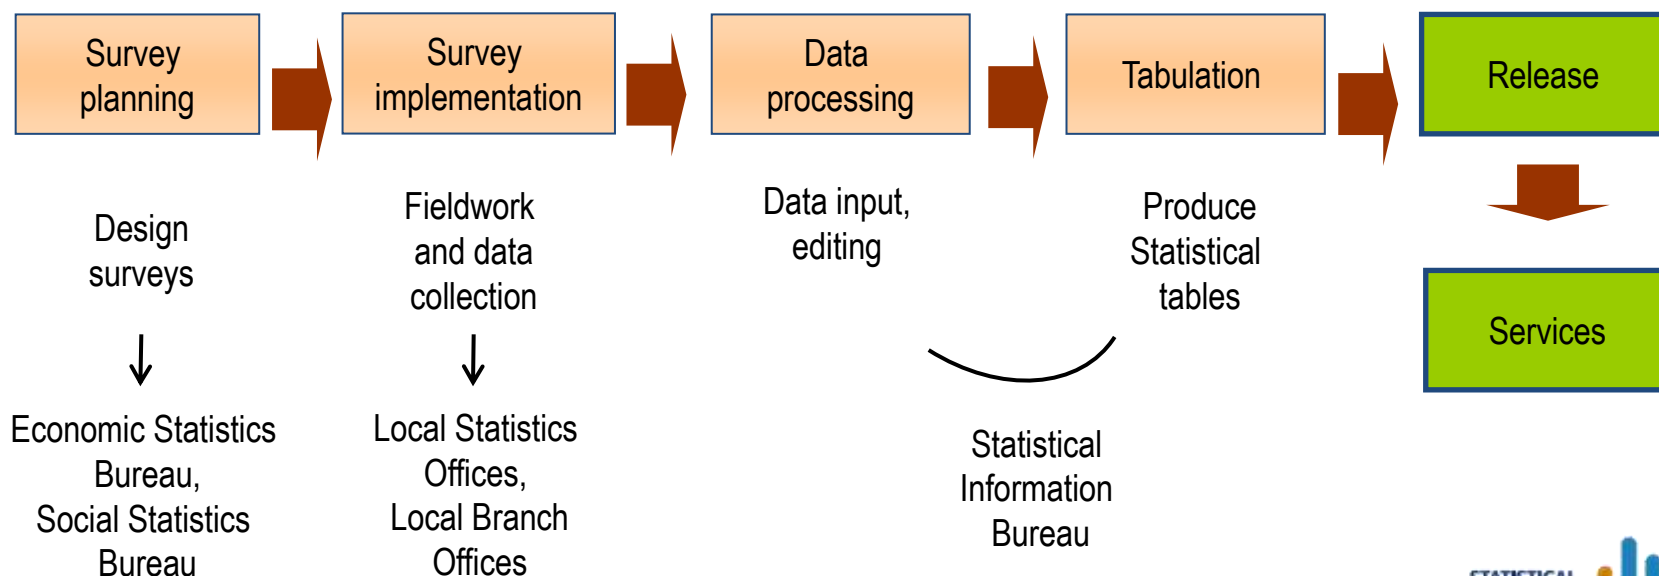 Survey
planning
Survey
implementation
Data
processing
Tabulation
Release
Design
surveys
Fieldwork
and data
collection
Data input,
editing
Produce
Statistical
tables
Services
Economic Statistics
Bureau,
Social Statistics
Bureau
Local Statistics
Offices,
Local Branch
Offices
Statistical
Information
Bureau
STATISTICAL